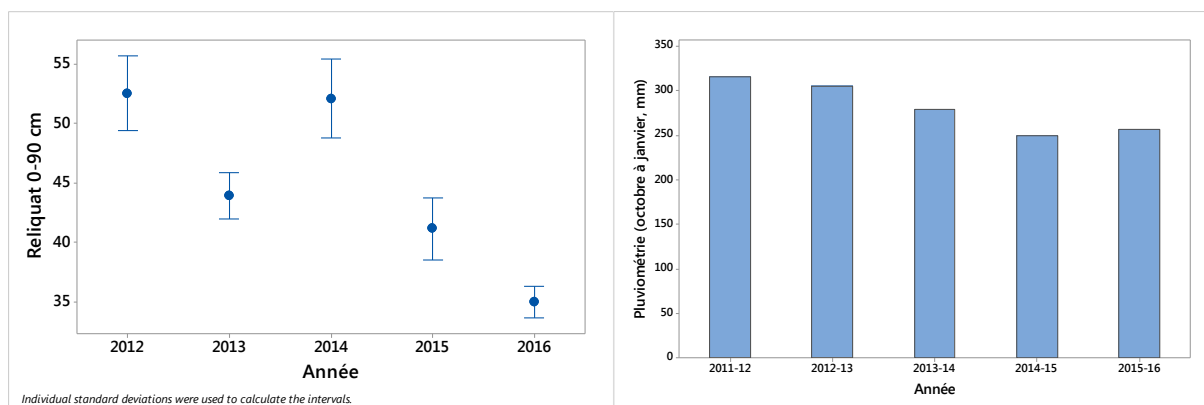 Reliquat 0-90 cm
55
50
45
40
35
2012 2013 2014 2015 2016
Année
Individual standard deviations were used to calculate the intervals.
Pluviométrie (octobre à janvier, mm)
350
300
250
200
150
100
50
0
2011-12 2012-13 2013-14 2014-15 2015-16
Année